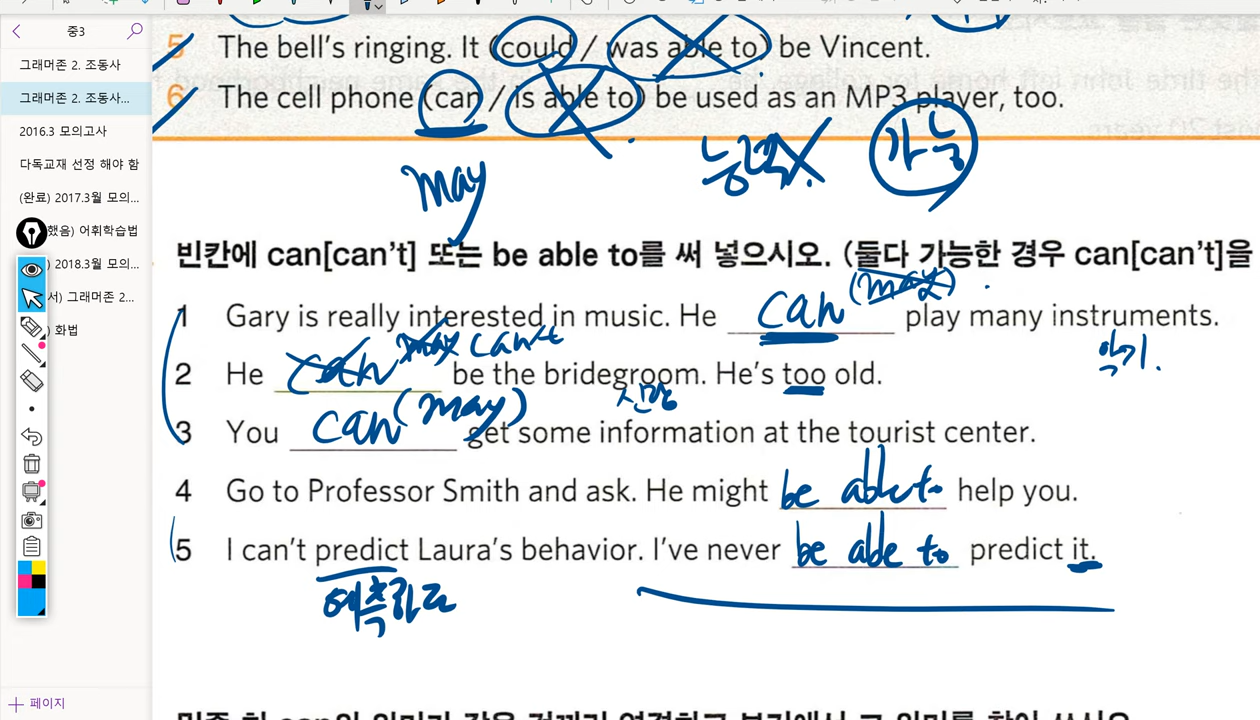 중3
그래머존 2. 조동사
그래머존 2. 조동사...
2016.3 모의고사
다독교재 선정 해야 함
(완료) 2017.3월 모의...
했음) 어휘학습법
) 2018.3월 모의...
서) 그래머존 2...
) 화법
페이지
5 The bell's ringing. It (could / was able to) be Vincent.
6 The cell phone (can / is able to) be used as an MP3 player, too.
may
능력 가능
빈칸에 can[can't] 또는 be able to를 써 넣으시오. (둘다 가능한 경우 can[can't]을
(may)
1 Gary is really interested in music. He can play many instruments.
악기.
may can't
2 He can be the bridegroom. He's too old.
신랑
3 You can (may) get some information at the tourist center.
4 Go to Professor Smith and ask. He might be able to help you.
5 I can't predict Laura's behavior. I've never be able to predict it.
예측하다